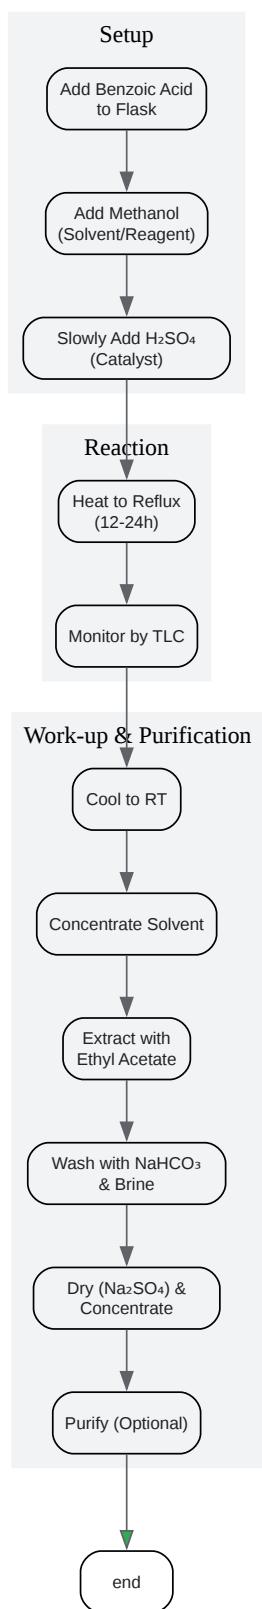 Setup
Add Benzoic Acid
to Flask
Add Methanol
(Solvent/Reagent)
Slowly Add H₂SO₄
(Catalyst)
Reaction
Heat to Reflux
(12-24h)
Monitor by TLC
Work-up & Purification
Cool to RT
Concentrate Solvent
Extract with
Ethyl Acetate
Wash with NaHCO₃
& Brine
Dry (Na₂SO₄) &
Concentrate
Purify (Optional)
end